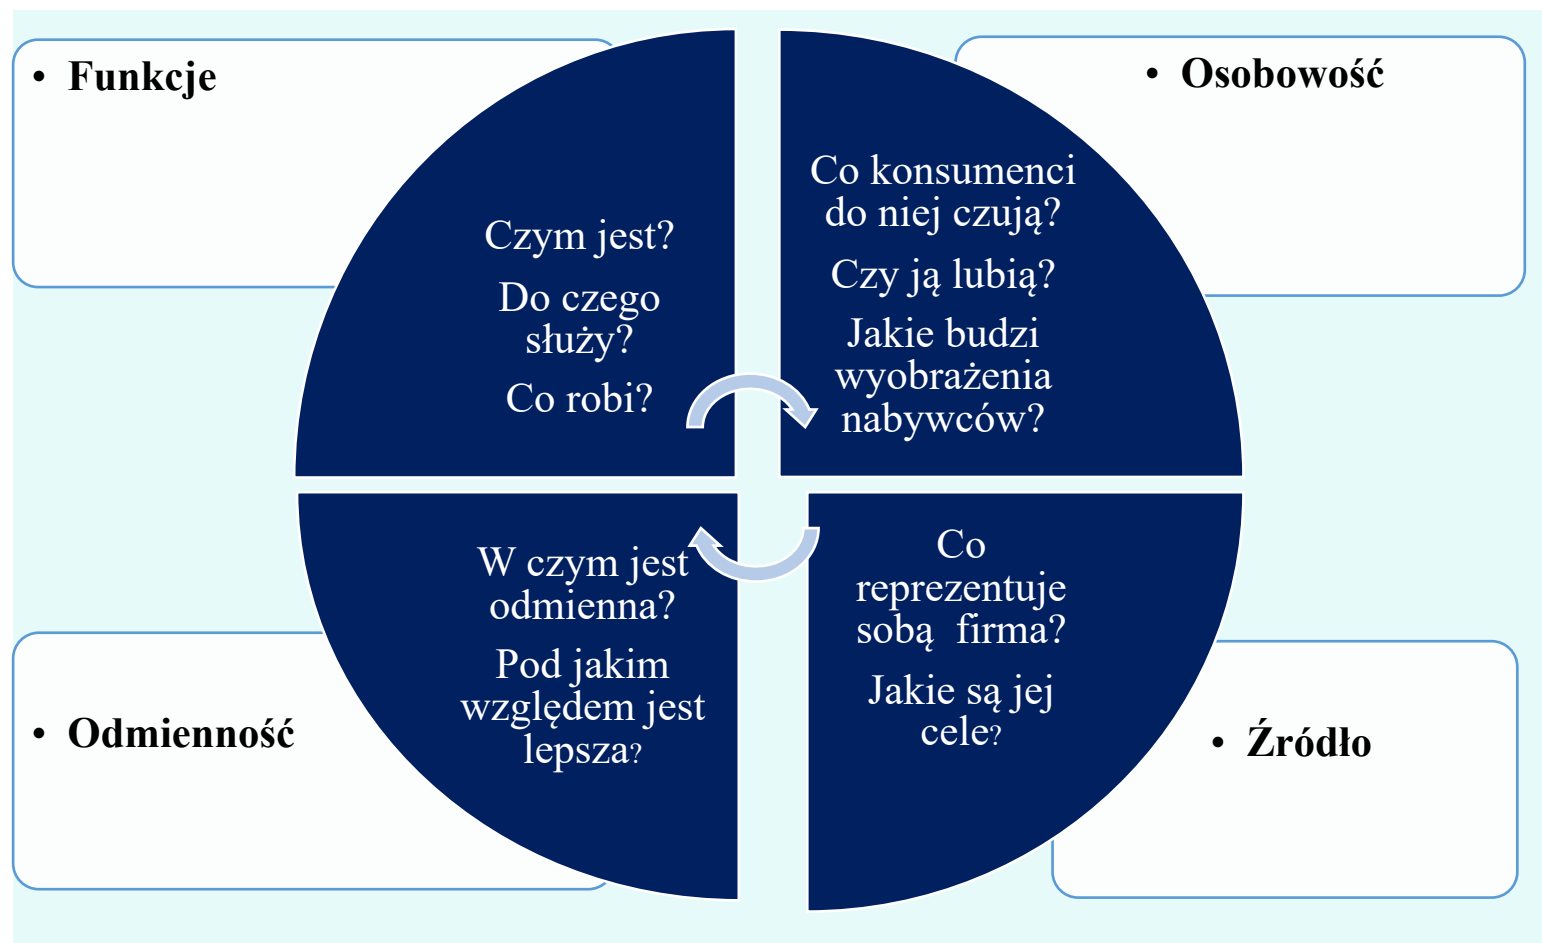 • Funkcje
Czym jest?
Do czego
służy?
Co robi?
• Osobowość
Co konsumenci
do niej czują?
Czy ją lubią?
Jakie budzi
wyobrażenia
nabywców?
• Odmienność
W czym jest
odmienna?
Pod jakim
względem jest
lepsza?
Co
reprezentuje
sobą firma?
Jakie są jej
cele?
• Źródło